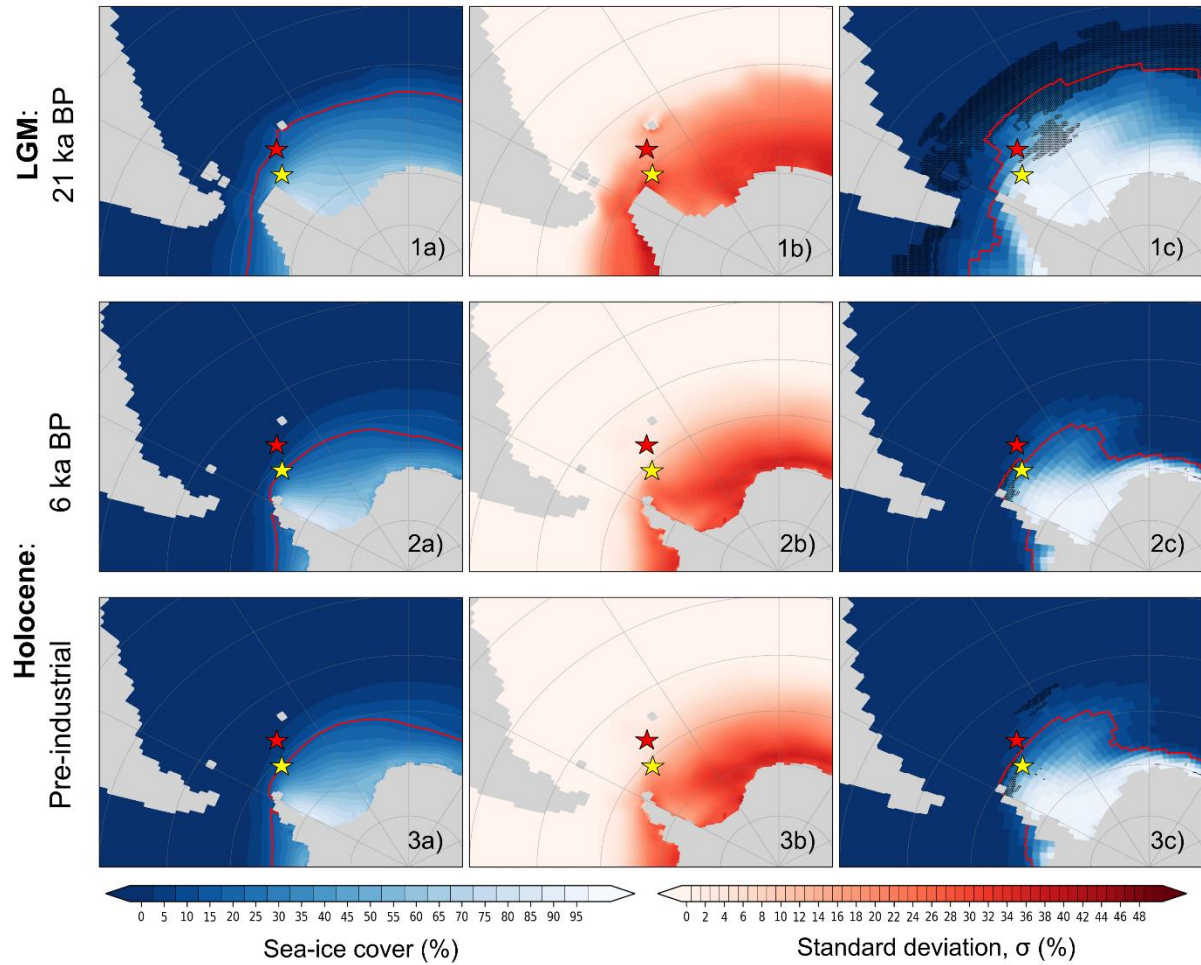 LGM:
21 ka BP
1a)
1b)
1c)
Holocene:
6 ka BP
2a)
2b)
2c)
Pre-industrial
3a)
3b)
3c)
0 5 10 15 20 25 30 35 40 45 50 55 60 65 70 75 80 85 90 95
Sea-ice cover (%)
0 2 4 6 8 10 12 14 16 18 20 22 24 26 28 30 32 34 36 38 40 42 44 46 48
Standard deviation, σ (%)